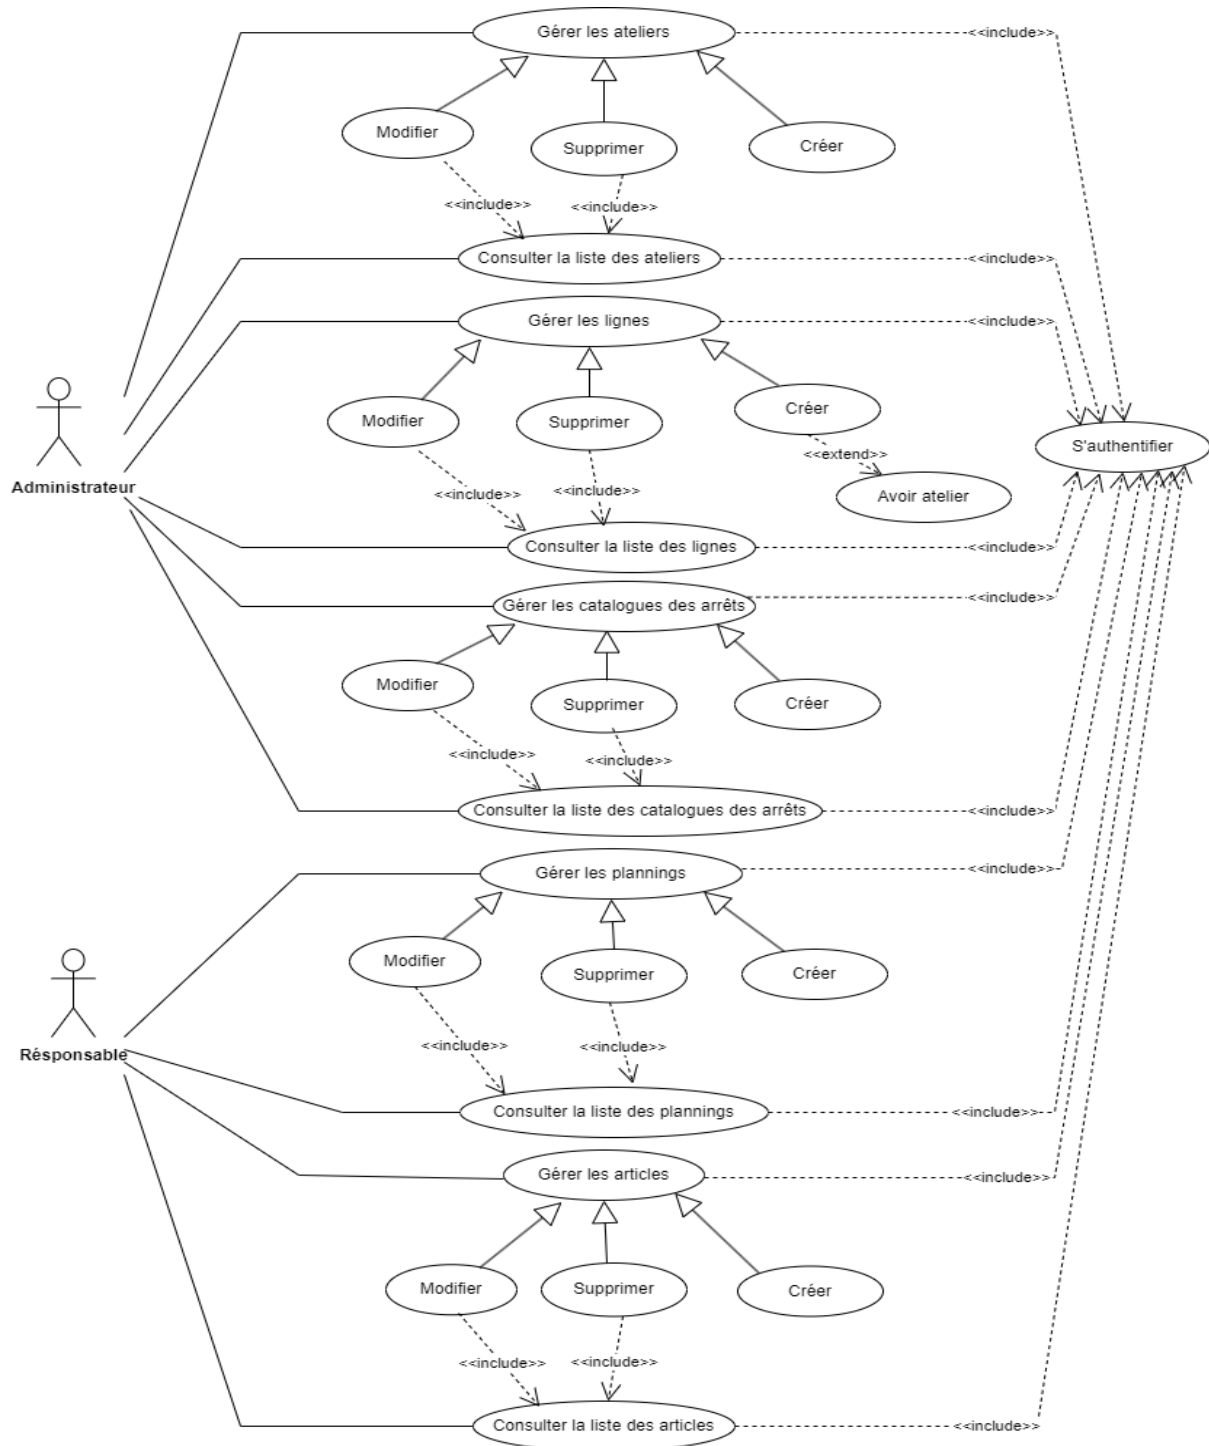 Gérer les ateliers
<<include>>
Modifier
Supprimer
Créer
<<include>>
<<include>>
Consulter la liste des ateliers
<<include>>
Gérer les lignes
<<include>>
Modifier
Supprimer
Créer
<<extend>>
S'authentifier
Administrateur
<<include>>
<<include>>
Avoir atelier
Consulter la liste des lignes
<<include>>
Gérer les catalogues des arrêts
<<include>>
Modifier
Supprimer
Créer
<<include>>
<<include>>
Consulter la liste des catalogues des arrêts
<<include>>
Gérer les plannings
<<include>>
Modifier
Supprimer
Créer
Résponsable
<<include>>
<<include>>
Consulter la liste des plannings
<<include>>
Gérer les articles
<<include>>
Modifier
Supprimer
Créer
<<include>>
<<include>>
Consulter la liste des articles
<<include>>